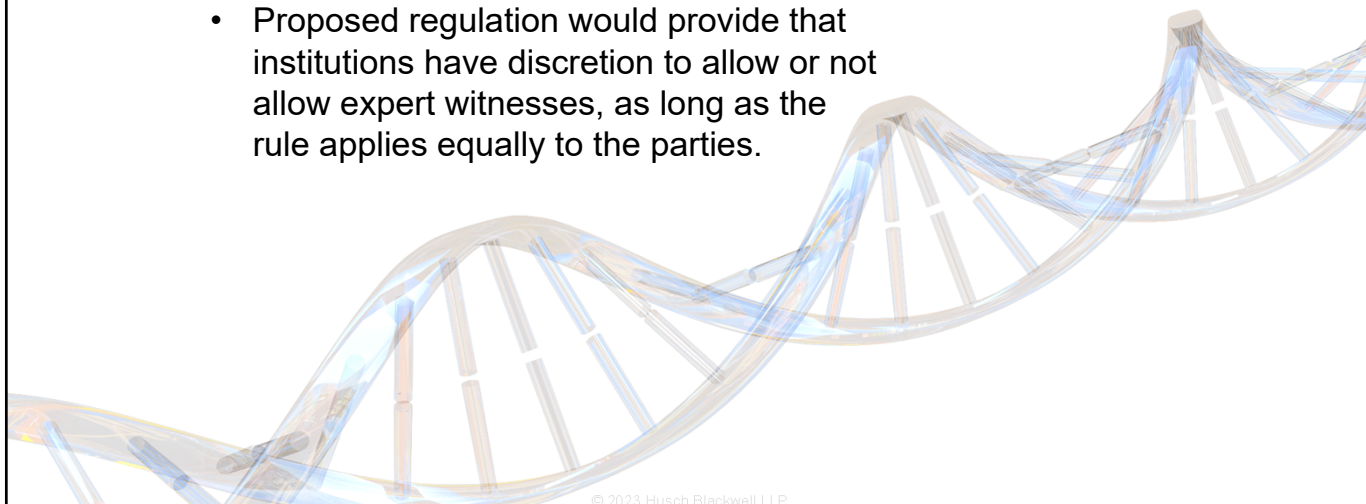 • Proposed regulation would provide that
institutions have discretion to allow or not
allow expert witnesses, as long as the
rule applies equally to the parties.
© 2023 Husch Blackwell LLP